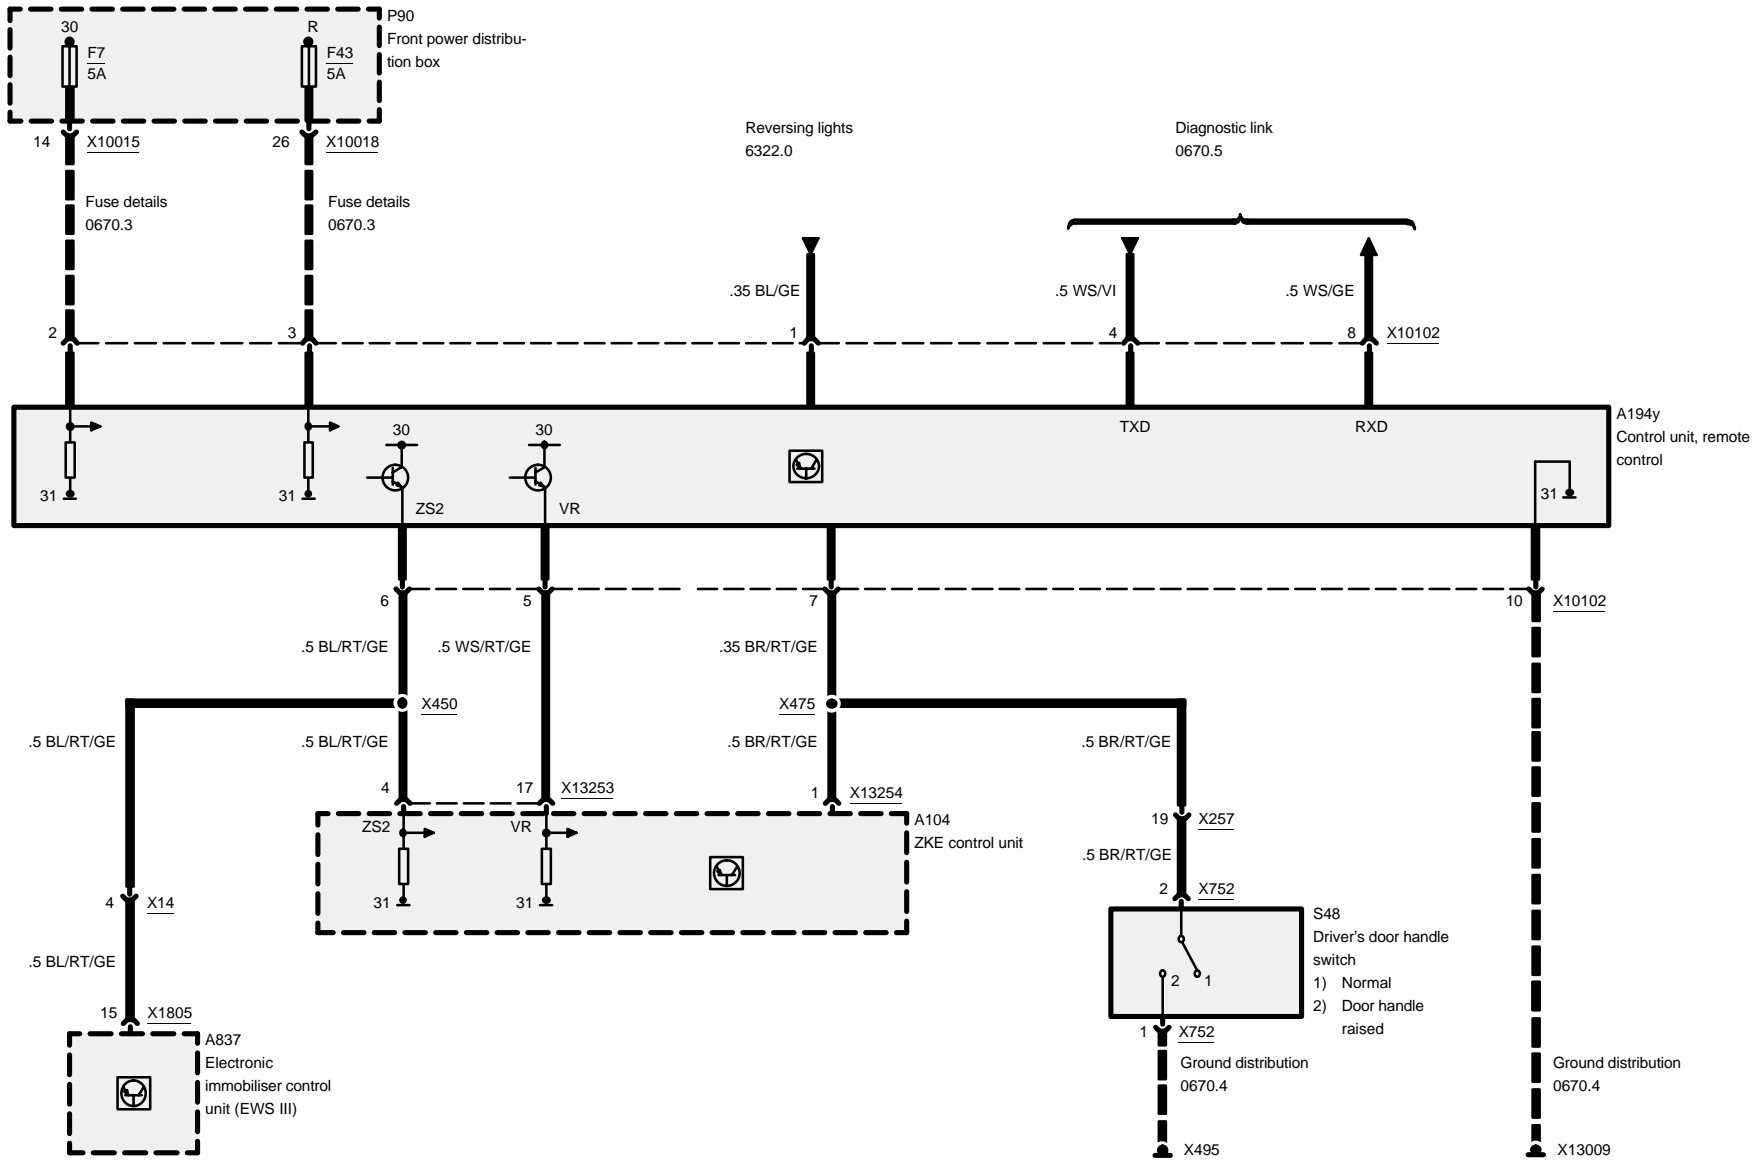 P90
Front power distribu-
tion box
30
F7
5A
R
F43
5A
14
X10015
26
X10018
Fuse details
0670.3
Fuse details
0670.3
Reversing lights
6322.0
Diagnostic link
0670.5
.35 BL/GE
.5 WS/VI
.5 WS/GE
2
3
1
4
8
X10102
A194y
Control unit, remote
control
TXD
RXD
30
30
31
31
31
ZS2
VR
6
5
7
10
X10102
.5 BL/RT/GE
.5 WS/RT/GE
.35 BR/RT/GE
X450
X475
.5 BL/RT/GE
.5 BL/RT/GE
.5 BR/RT/GE
.5 BR/RT/GE
4
17
X13253
1
X13254
A104
ZKE control unit
ZS2
VR
31
31
19
X257
.5 BR/RT/GE
2
X752
4
X14
.5 BL/RT/GE
15
X1805
S48
Driver's door handle
switch
1) Normal
2) Door handle
raised
2
1
1
X752
A837
Electronic
immobiliser control
unit (EWS III)
Ground distribution
0670.4
Ground distribution
0670.4
X495
X13009